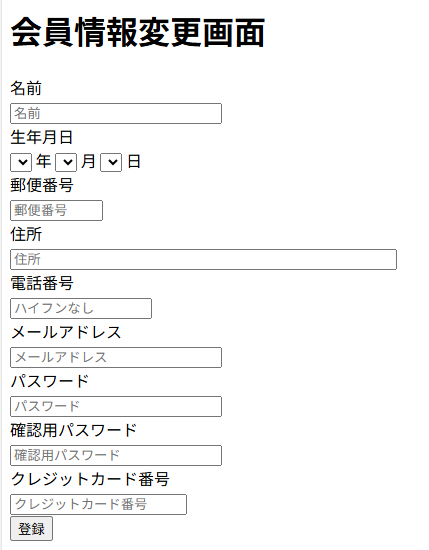 会員情報変更画面
名前
名前
生年月日
年 月 日
郵便番号
郵便番号
住所
住所
電話番号
ハイフンなし
メールアドレス
メールアドレス
パスワード
パスワード
確認用パスワード
確認用パスワード
クレジットカード番号
クレジットカード番号
登録